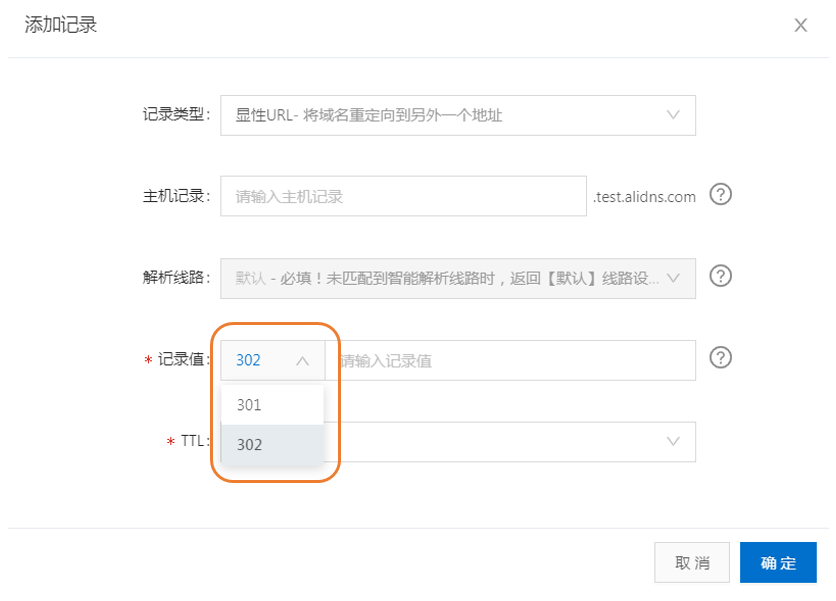 添加记录
记录类型: 显性URL- 将域名重定向到另外一个地址
主机记录: 请输入主机记录 .test.alidns.com ?
解析线路: 默认 - 必填！未匹配到智能解析线路时，返回【默认】线路设... ?
* 记录值: 302 请输入记录值 ?
301
* TTL:
302
取消 确定